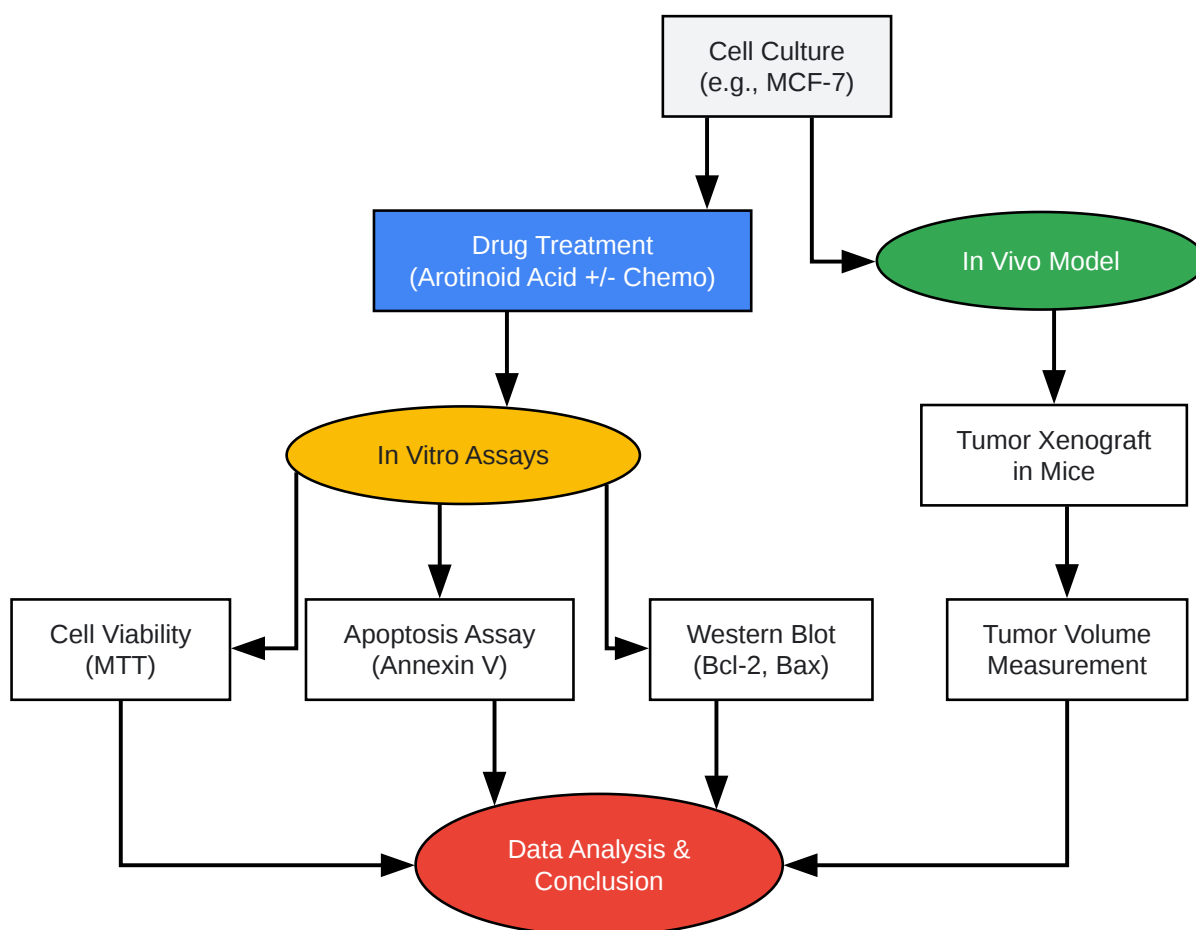 Cell Culture
(e.g., MCF-7)
Drug Treatment
(Arotinoid Acid +/- Chemo)
In Vivo Model
In Vitro Assays
Tumor Xenograft
in Mice
Cell Viability
(MTT)
Apoptosis Assay
(Annexin V)
Western Blot
(Bcl-2, Bax)
Tumor Volume
Measurement
Data Analysis &
Conclusion